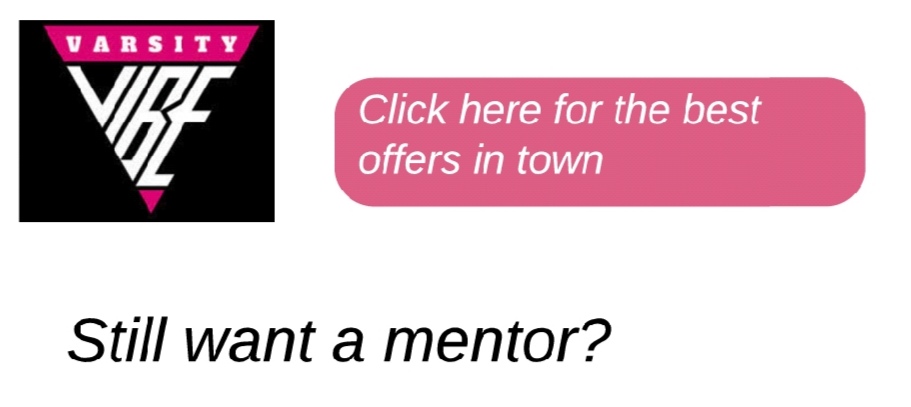 VARSITY
VIBE
Click here for the best
offers in town
Still want a mentor?